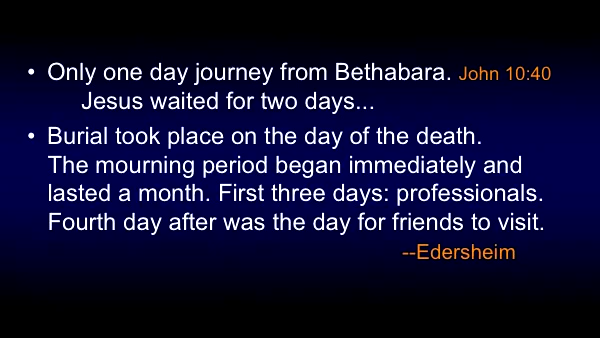 • Only one day journey from Bethabara. John 10:40
Jesus waited for two days...
• Burial took place on the day of the death.
The mourning period began immediately and
lasted a month. First three days: professionals.
Fourth day after was the day for friends to visit.
--Edersheim